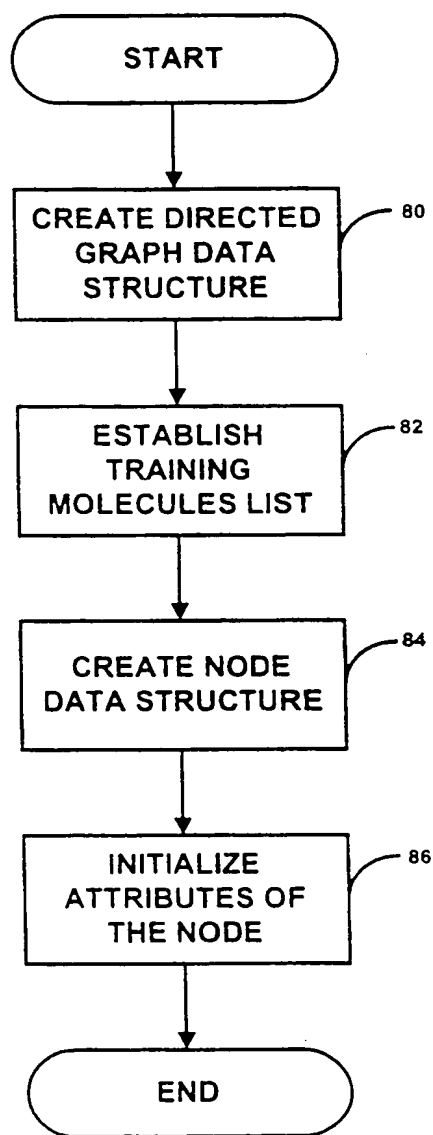 START
CREATE DIRECTED
GRAPH DATA
STRUCTURE
80
ESTABLISH
TRAINING
MOLECULES LIST
82
CREATE NODE
DATA STRUCTURE
84
INITIALIZE
ATTRIBUTES OF
THE NODE
86
END